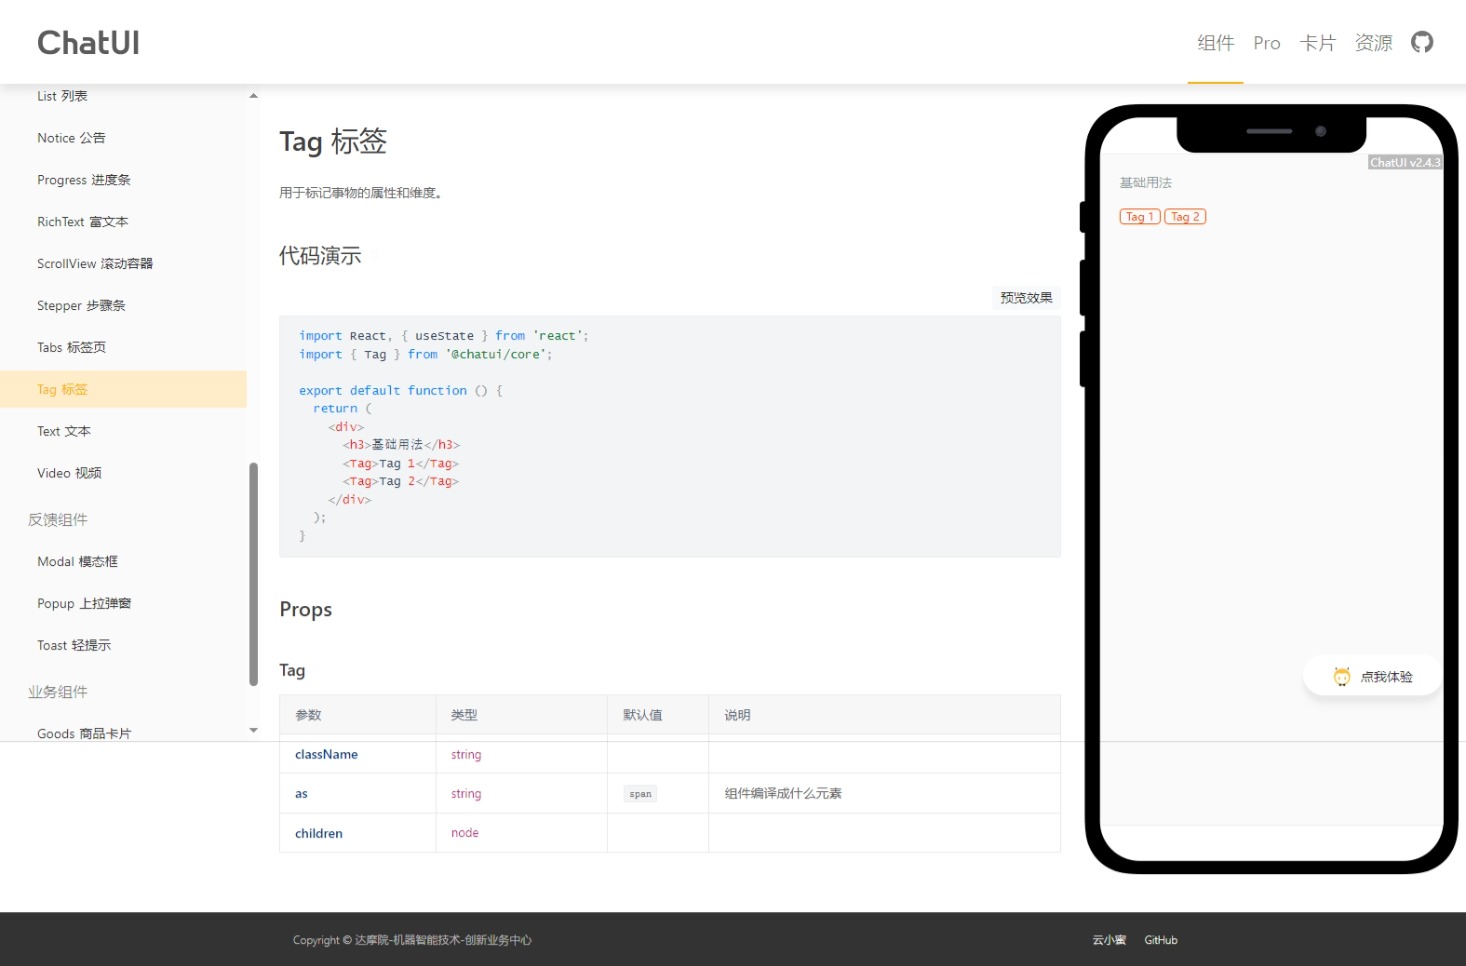 ChatUI
组件 Pro 卡片 资源
List 列表
Notice 公告
Progress 进度条
RichText 富文本
ScrollView 滚动容器
Stepper 步骤条
Tabs 标签页
Tag 标签
Text 文本
Video 视频
反馈组件
Modal 模态框
Popup 上拉弹窗
Toast 轻提示
业务组件
Goods 商品卡片
Tag 标签
用于标记事物的属性和维度。
代码演示
预览效果
import React, { useState } from 'react';
import { Tag } from '@chatui/core';
export default function () {
return (
<div>
<h3>基础用法</h3>
<Tag>Tag 1</Tag>
<Tag>Tag 2</Tag>
</div>
);
}
Props
Tag
参数 类型 默认值 说明
className string
as string span 组件编译成什么元素
children node
ChatUI v2.4.3
基础用法
Tag 1 Tag 2
点我体验
Copyright © 达摩院-机器智能技术-创新业务中心
云小蜜 GitHub